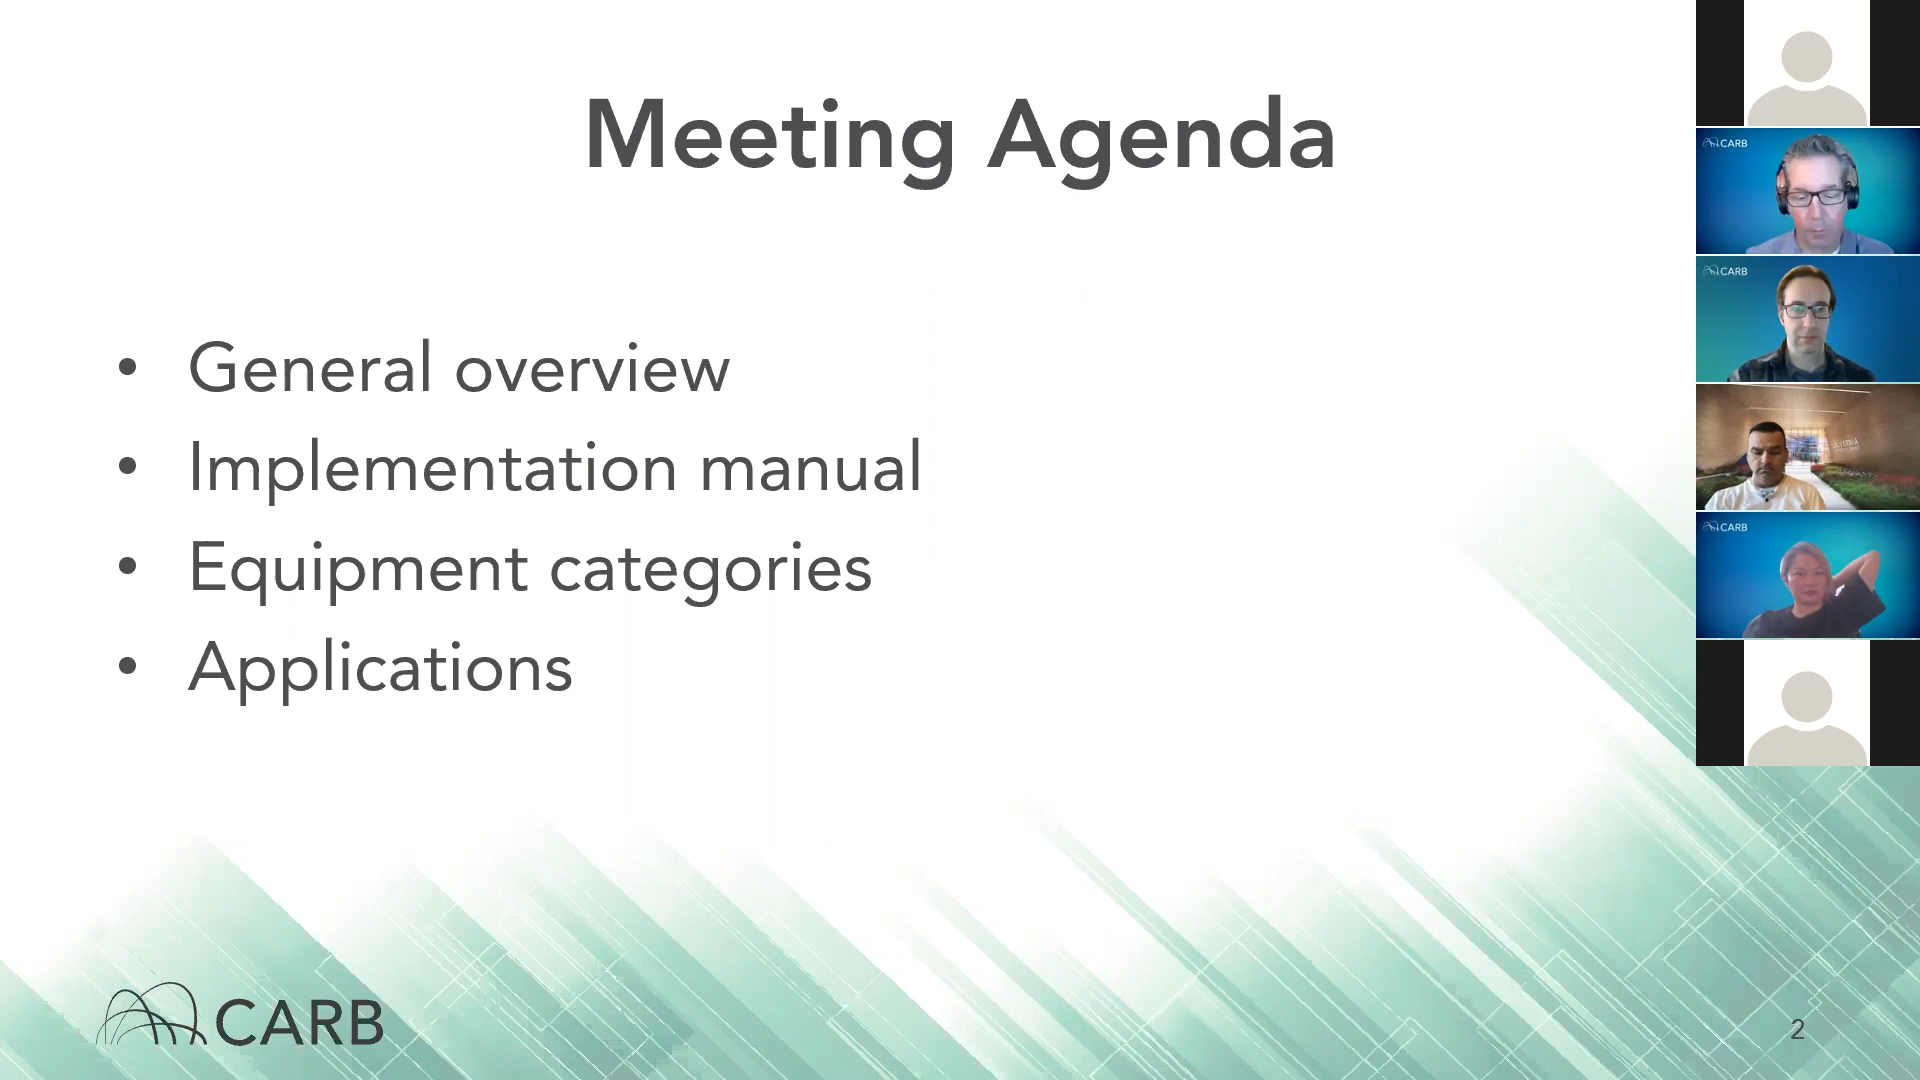 Meeting Agenda
• General overview
• Implementation manual
• Equipment categories
• Applications
CARB
2
CARB
CARB
CARB